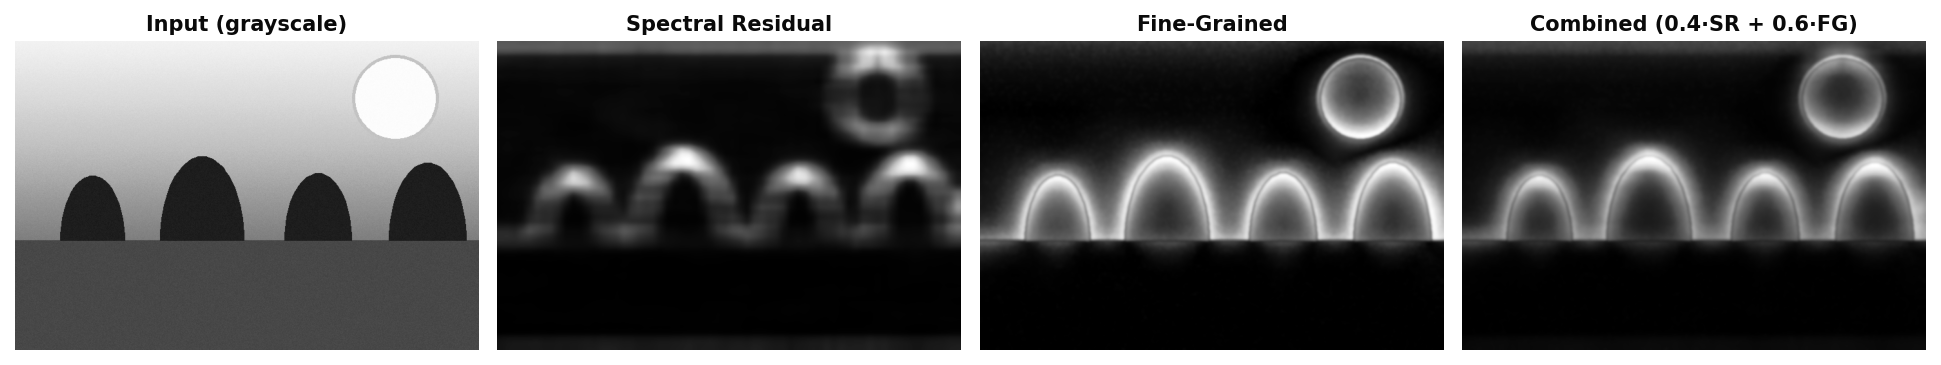 Input (grayscale)
Spectral Residual
Fine-Grained
Combined (0.4·SR + 0.6·FG)